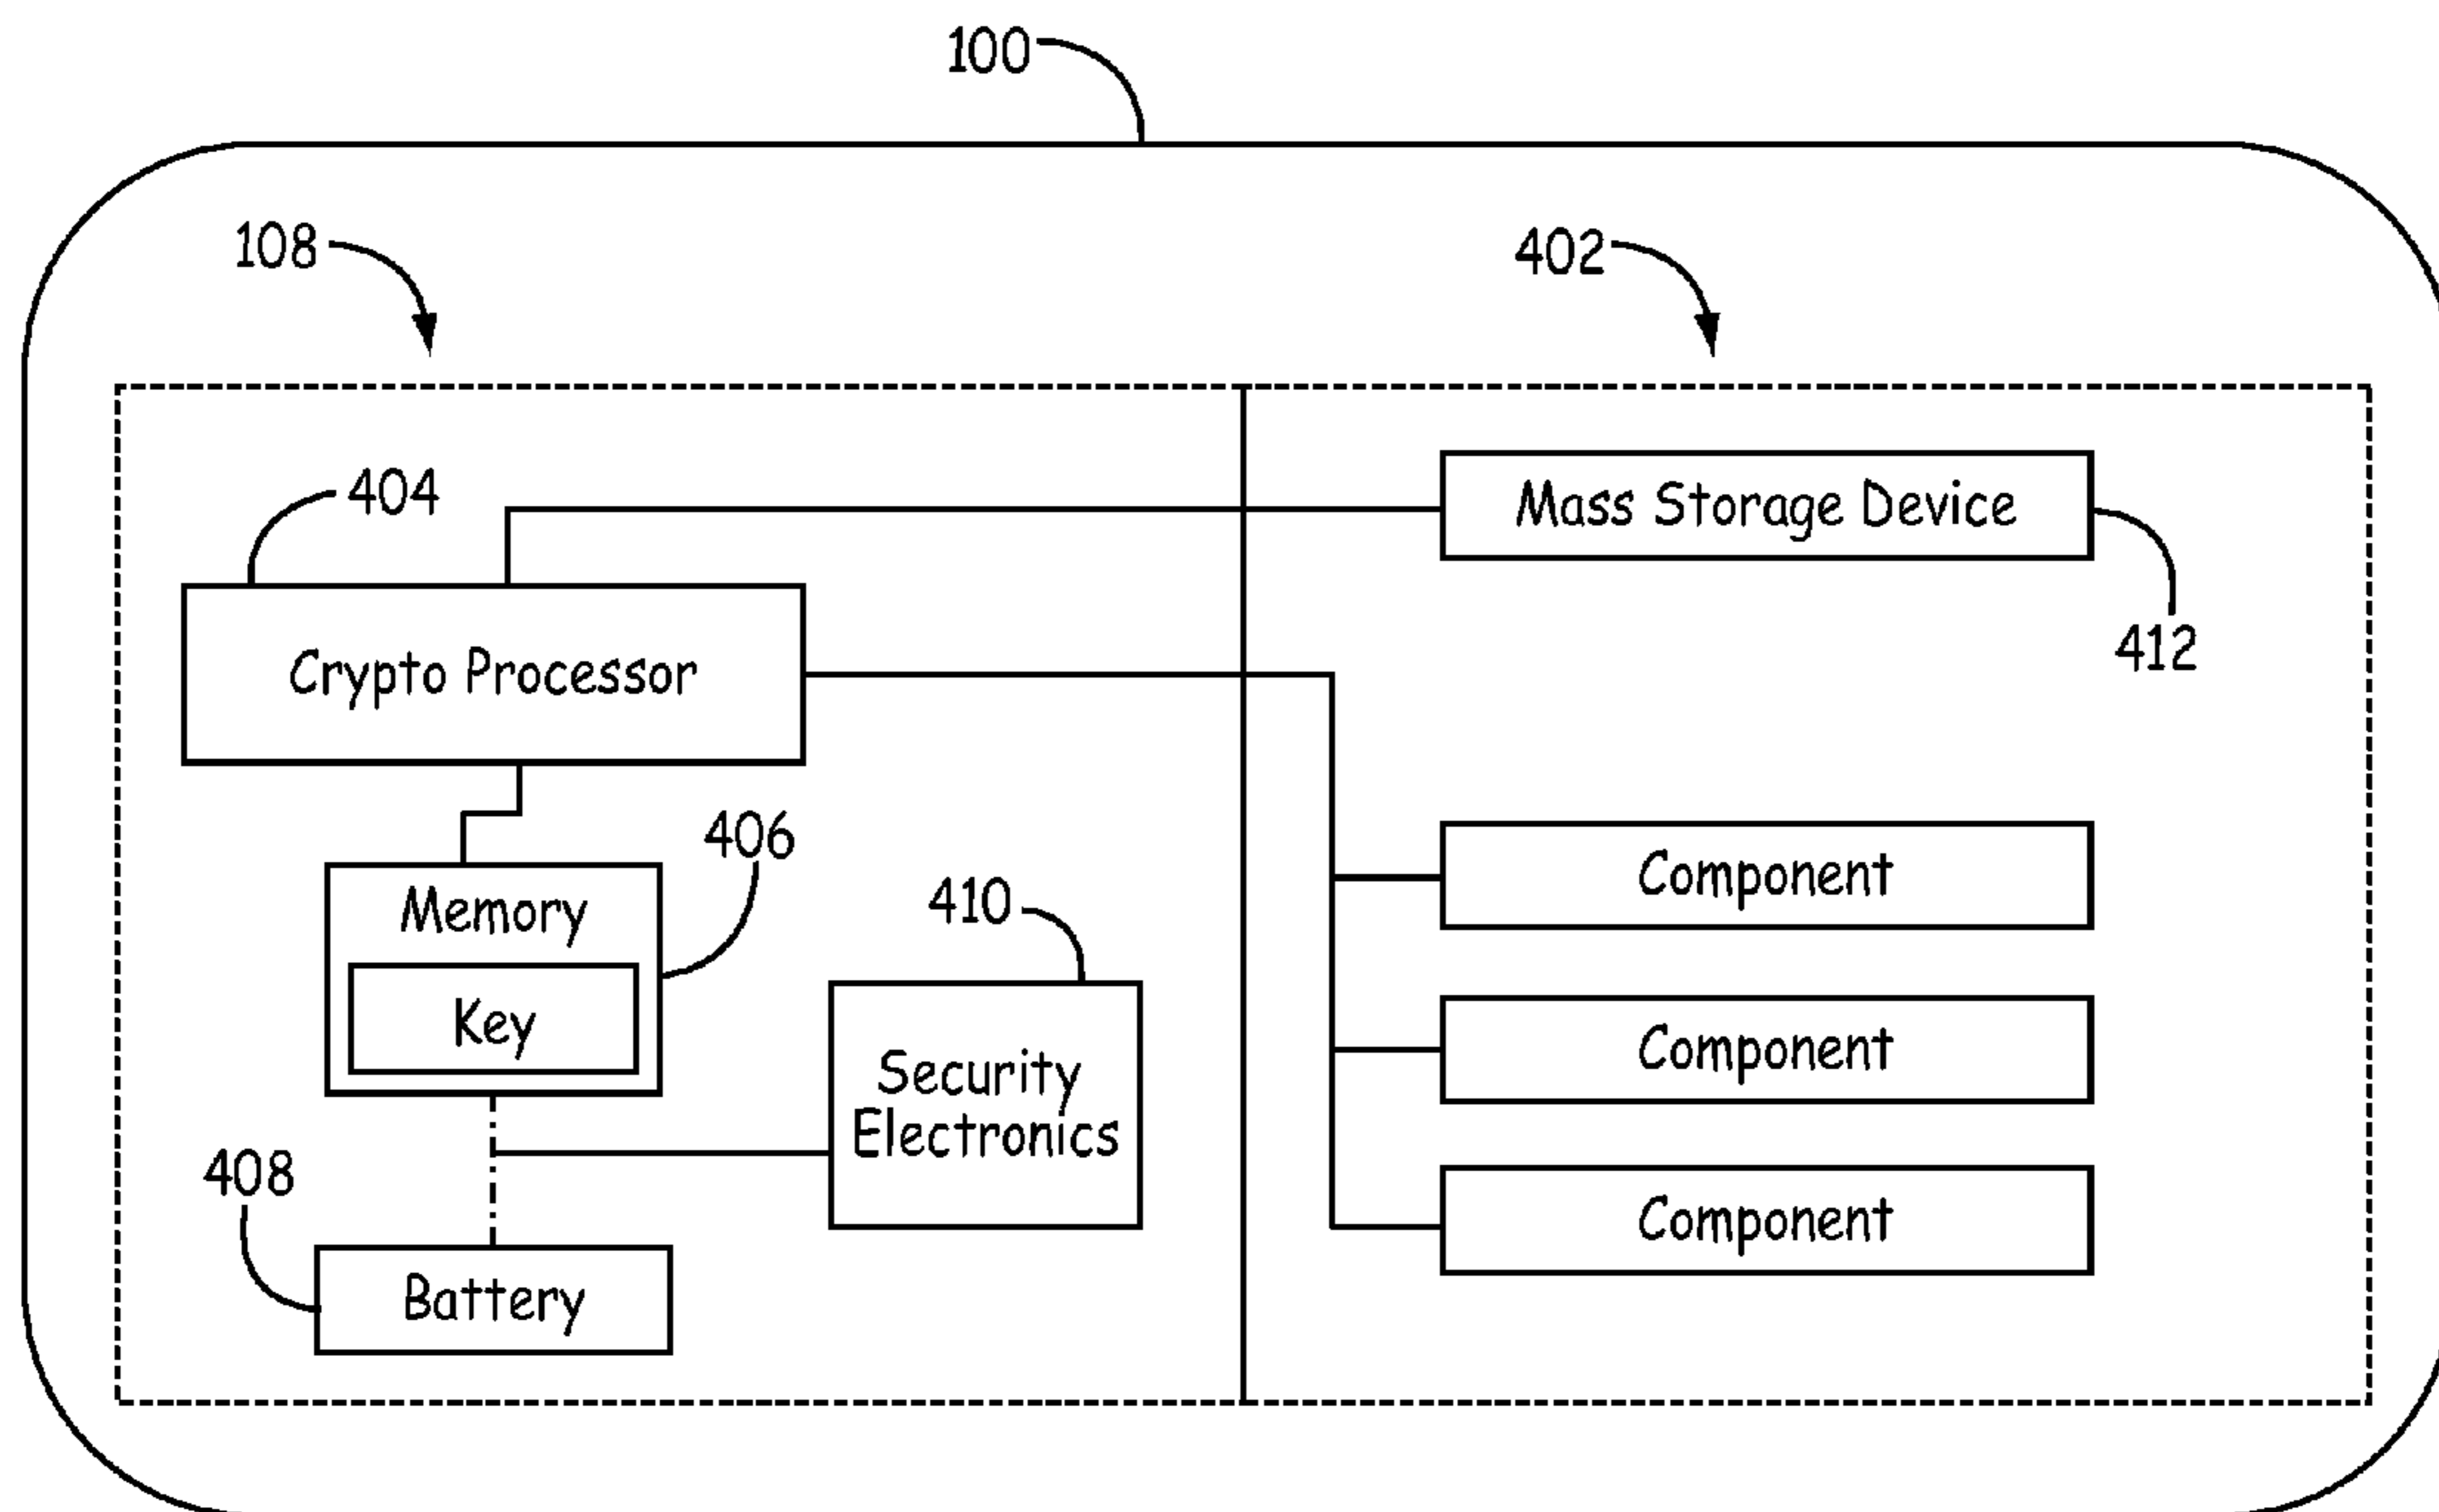 100
108
402
404
Mass Storage Device
412
Crypto Processor
406
Memory
410
Component
Key
Security
Electronics
Component
408
Component
Battery